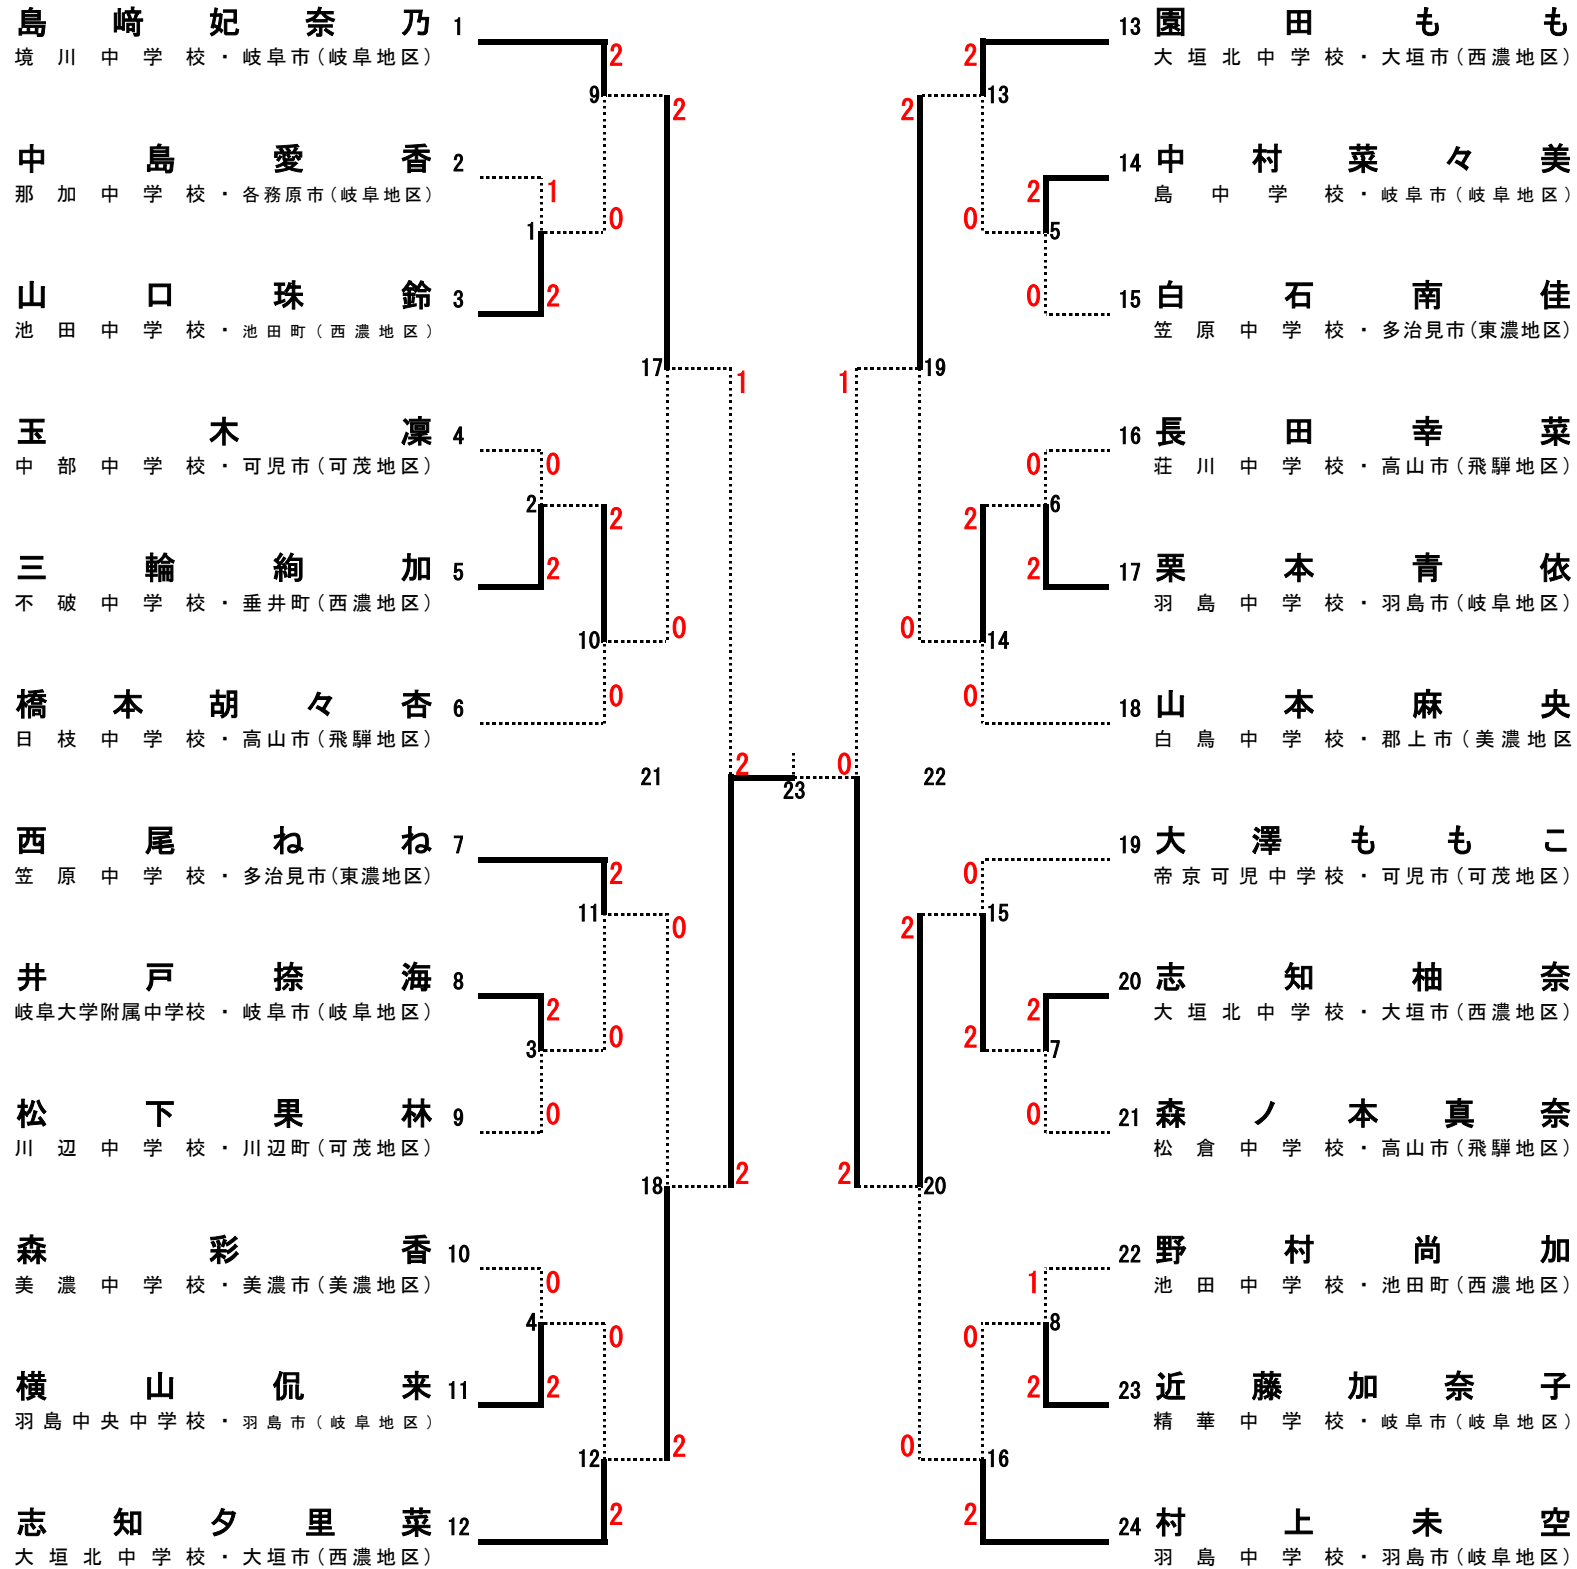 島﨑妃奈乃 1
境川中学校・岐阜市(岐阜地区)
中島愛香 2
那加中学校・各務原市(岐阜地区)
山口珠鈴 3
池田中学校・池田町(西濃地区)
玉木凜 4
中部中学校・可児市(可茂地区)
三輪絢加 5
不破中学校・垂井町(西濃地区)
橋本胡々杏 6
日枝中学校・高山市(飛騨地区)
西尾ねね 7
笠原中学校・多治見市(東濃地区)
井戸捺海 8
岐阜大学附属中学校・岐阜市(岐阜地区)
松下果林 9
川辺中学校・川辺町(可茂地区)
森彩香 10
美濃中学校・美濃市(美濃地区)
横山侃来 11
羽島中央中学校・羽島市(岐阜地区)
志知夕里菜 12
大垣北中学校・大垣市(西濃地区)
2
9
2
1
0
1
2
17
1
0
2
2
2
10
0
0
21
2
23
2
11
0
2
3
0
0
18
2
0
4
0
2
12
2
2
2
13
2
2
0
5
0
19
1
0
2
6
2
0
14
0
0
22
0
15
2
2
2
7
0
2
20
1
0
8
2
0
16
2
13 園田もも
大垣北中学校・大垣市(西濃地区)
14 中村菜々美
島中学校・岐阜市(岐阜地区)
15 白石南佳
笠原中学校・多治見市(東濃地区)
16 長田幸菜
荘川中学校・高山市(飛騨地区)
17 栗本青依
羽島中学校・羽島市(岐阜地区)
18 山本麻央
白鳥中学校・郡上市(美濃地区
19 大澤ももこ
帝京可児中学校・可児市(可茂地区)
20 志知柚奈
大垣北中学校・大垣市(西濃地区)
21 森ノ本真奈
松倉中学校・高山市(飛騨地区)
22 野村尚加
池田中学校・池田町(西濃地区)
23 近藤加奈子
精華中学校・岐阜市(岐阜地区)
24 村上未空
羽島中学校・羽島市(岐阜地区)